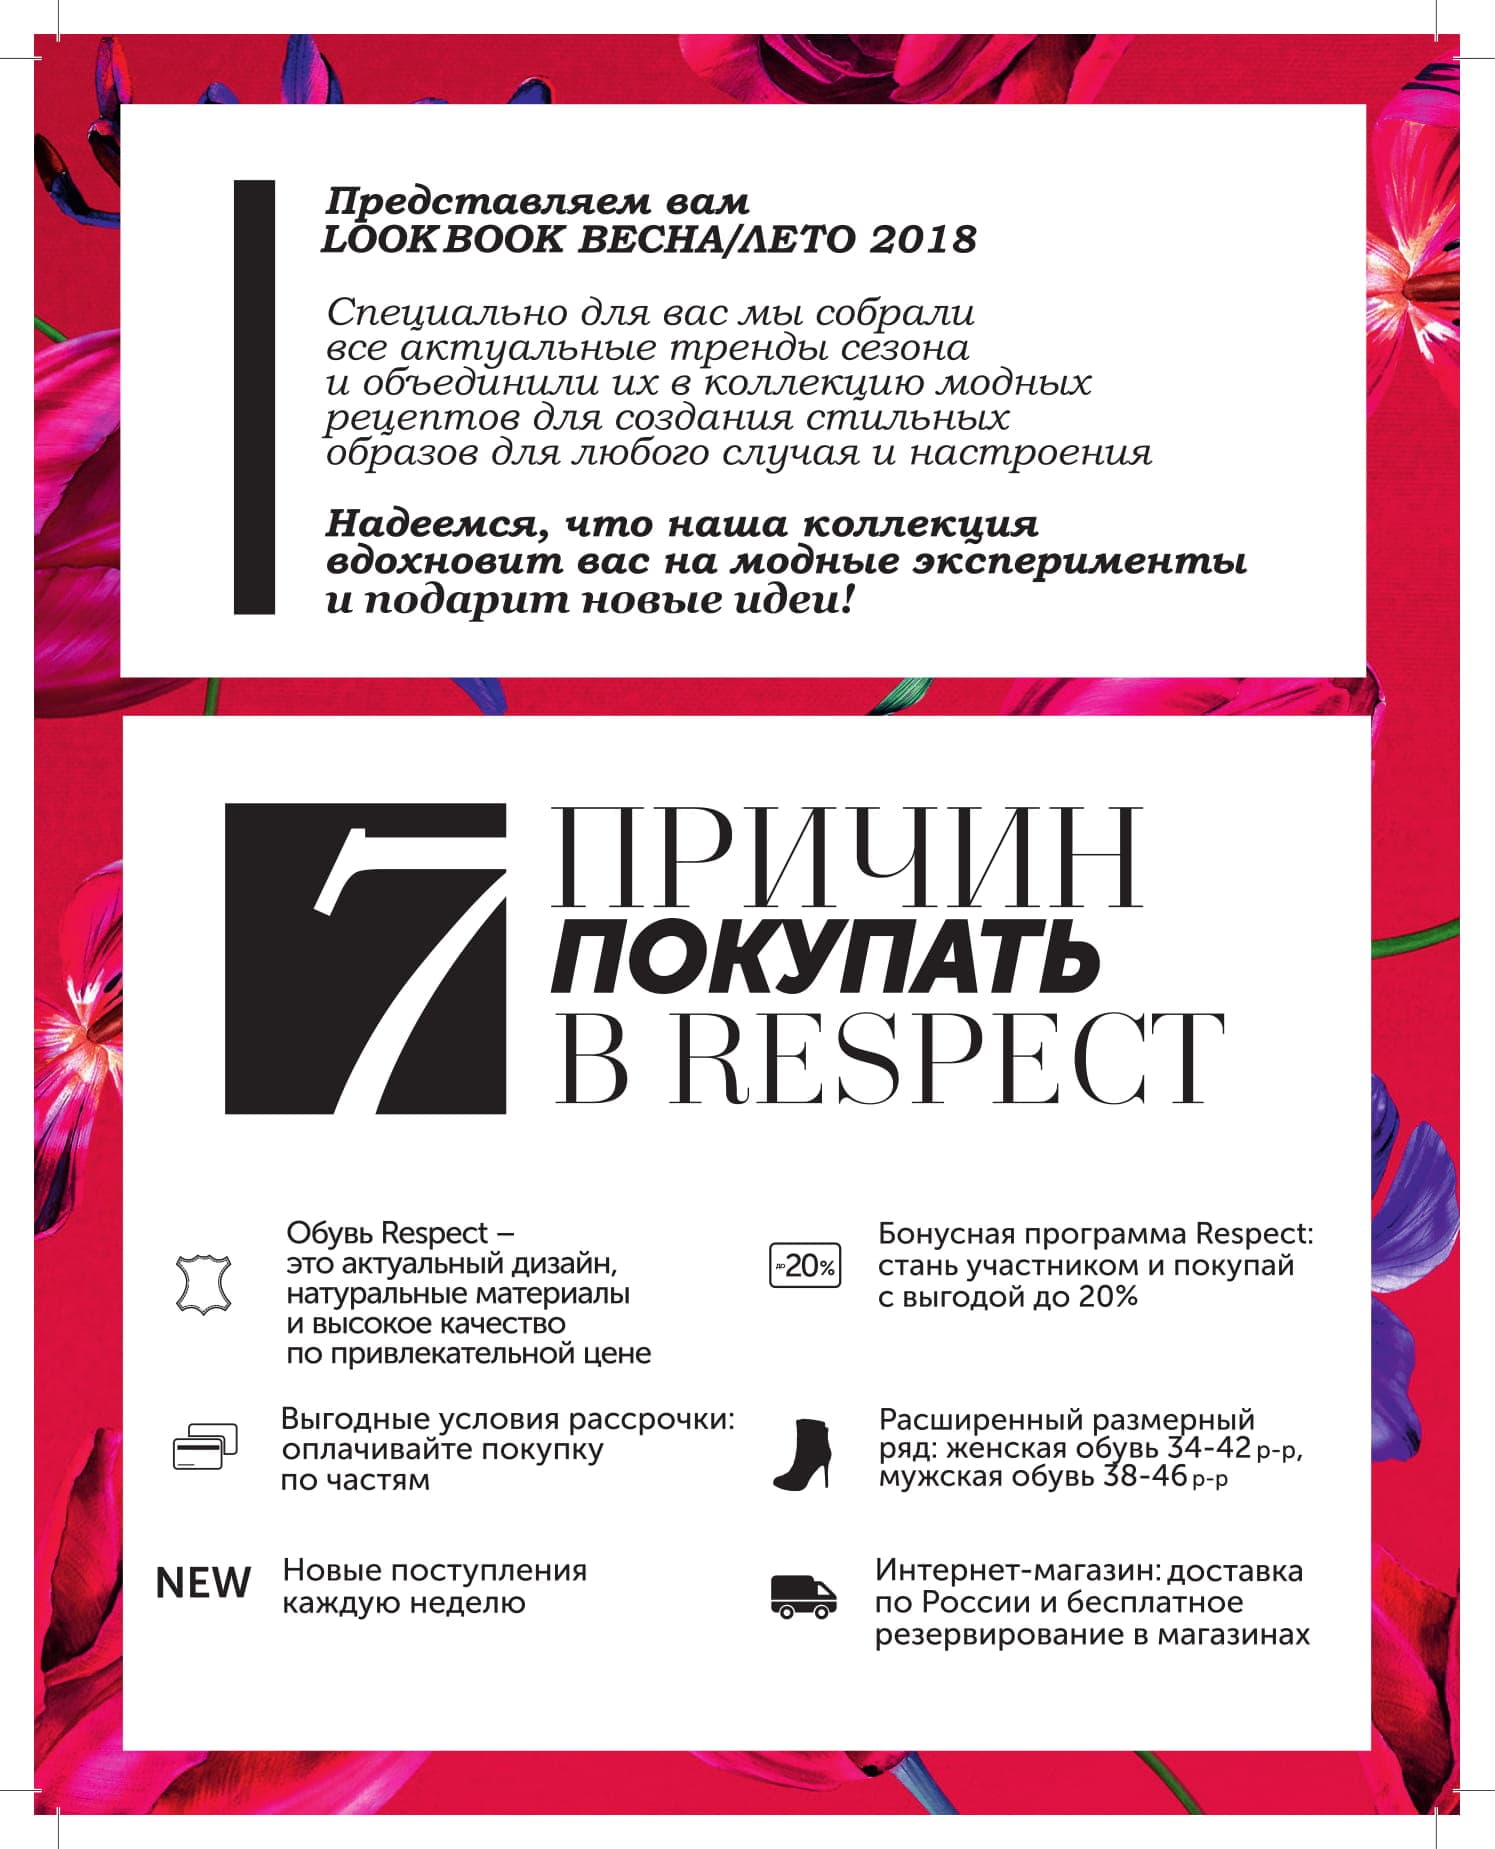 Представляем вам
LOOKBOOK ВЕСНА/ЛЕТО 2018
Специально для вас мы собрали
все актуальные тренды сезона
и объединили их в коллекцию модных
рецептов для создания стильных
образов для любого случая и настроения
Надеемся, что наша коллекция
вдохновит вас на модные эксперименты
и подарит новые идеи!
7 ПРИЧИН
ПОКУПАТЬ
В RESPECT
Обувь Respect –
это актуальный дизайн,
натуральные материалы
и высокое качество
по привлекательной цене
до 20%
Бонусная программа Respect:
стань участником и покупай
с выгодой до 20%
Выгодные условия рассрочки:
оплачивайте покупку
по частям
Расширенный размерный
ряд: женская обувь 34-42 р-р,
мужская обувь 38-46 р-р
NEW
Новые поступления
каждую неделю
Интернет-магазин: доставка
по России и бесплатное
резервирование в магазинах